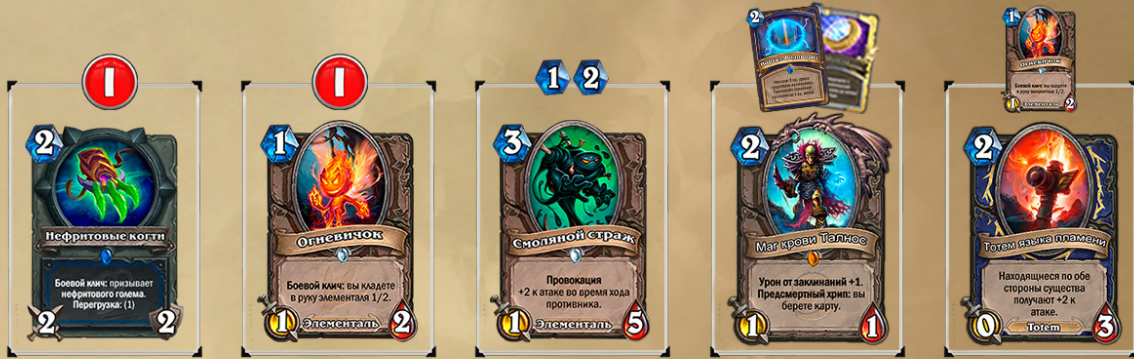 1
1
1 2
2
1
Огневичок
Боевой клич: вы кладете
в руку элементаля 1/2.
1 Элементаль 2
2
Нефритовые когти
Боевой клич: призывает
нефритового голема.
Перегрузка: (1)
2 2
1
Огневичок
Боевой клич: вы кладете
в руку элементаля 1/2.
1 Элементаль 2
3
Смоляной страж
Провокация
+2 к атаке во время хода
противника.
1 Элементаль 5
2
Маг крови Талнос
Урон от заклинаний +1.
Предсмертный хрип: вы
берете карту.
1 1
2
Тотем языка пламени
Находящиеся по обе
стороны существа
получают +2 к
атаке.
0 Totem 3